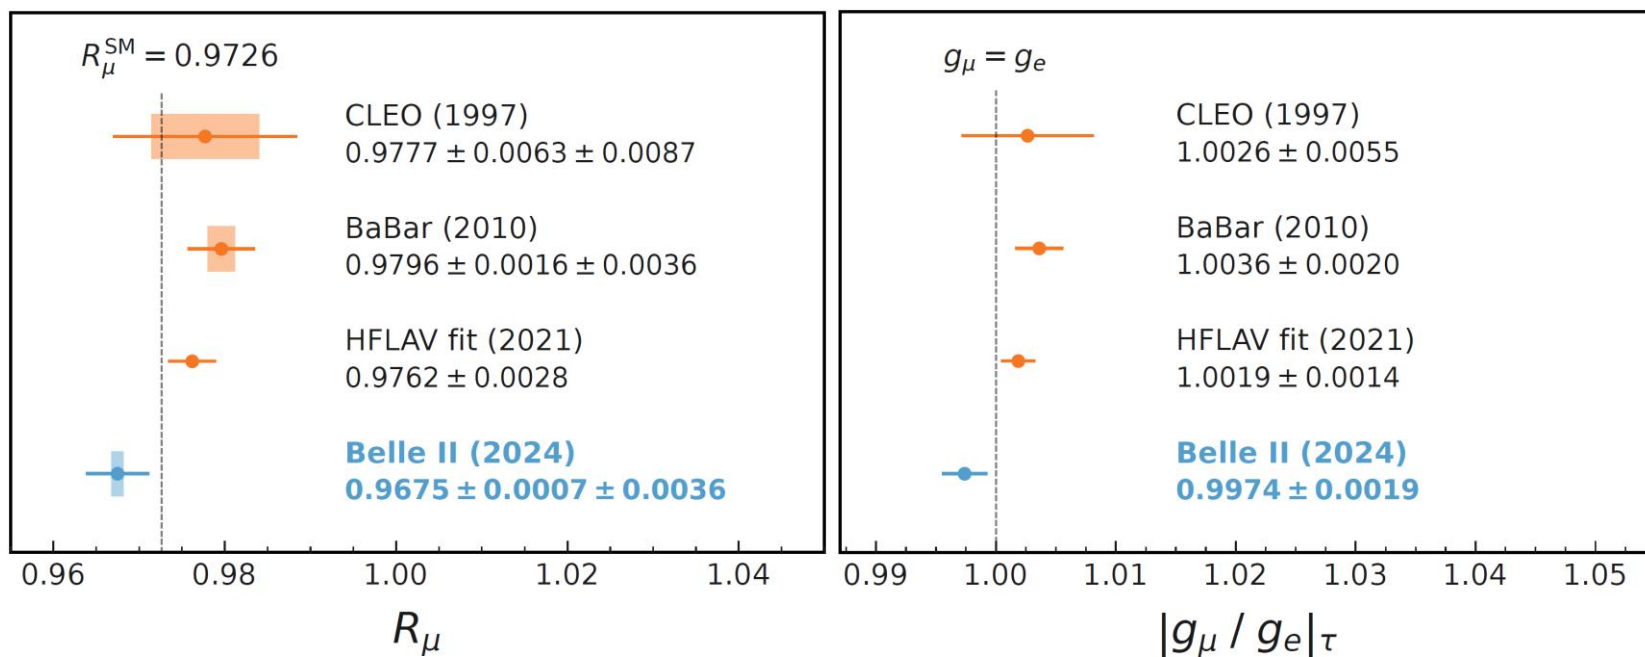 R_μ^SM = 0.9726
CLEO (1997)
0.9777 ± 0.0063 ± 0.0087
BaBar (2010)
0.9796 ± 0.0016 ± 0.0036
HFLAV fit (2021)
0.9762 ± 0.0028
Belle II (2024)
0.9675 ± 0.0007 ± 0.0036
0.96 0.98 1.00 1.02 1.04
R_μ
g_μ = g_e
CLEO (1997)
1.0026 ± 0.0055
BaBar (2010)
1.0036 ± 0.0020
HFLAV fit (2021)
1.0019 ± 0.0014
Belle II (2024)
0.9974 ± 0.0019
0.99 1.00 1.01 1.02 1.03 1.04 1.05
|g_μ / g_e|_τ